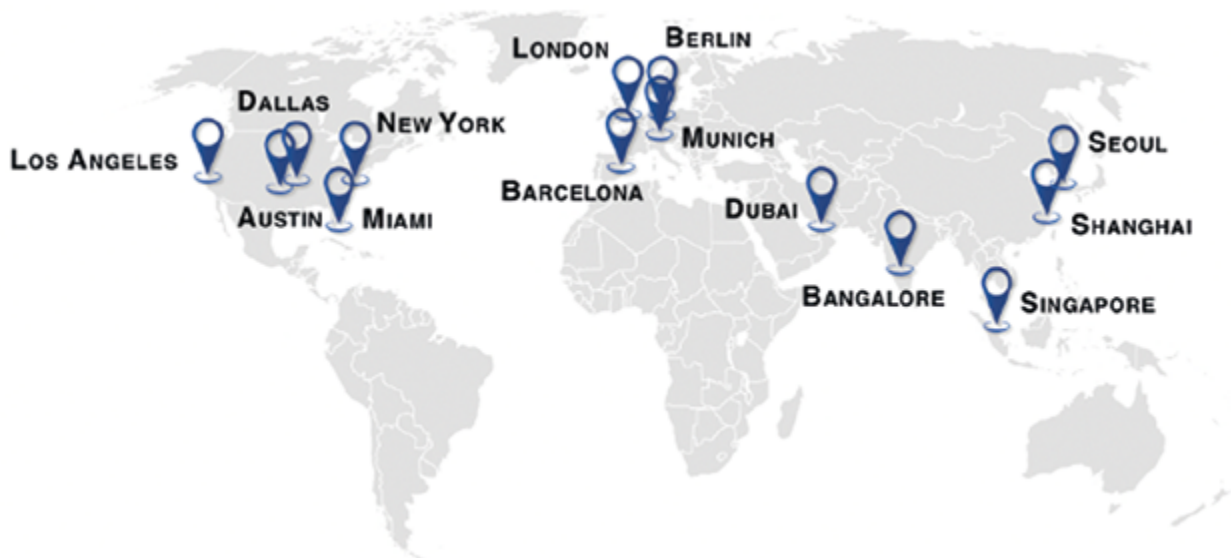 London
Berlin
Dallas
New York
Los Angeles
Munich
Seoul
Barcelona
Dubai
Austin
Miami
Shanghai
Bangalore
Singapore